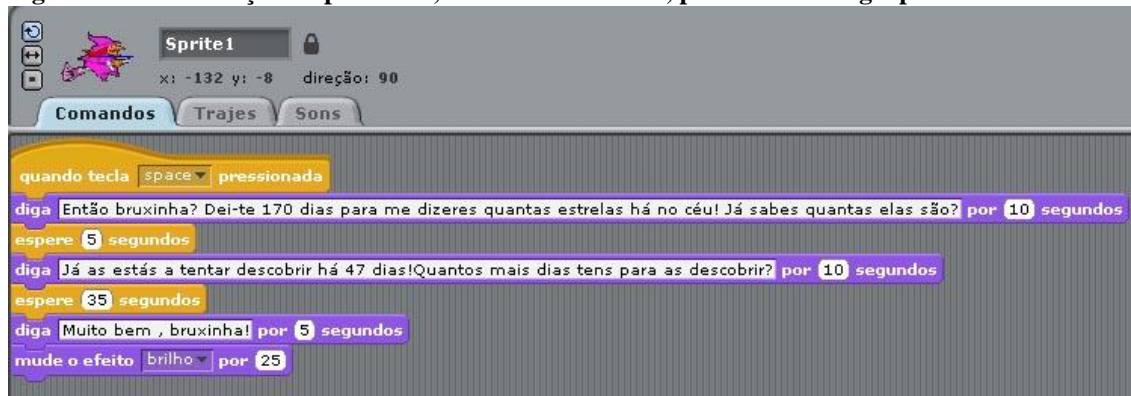 Sprite1
x: -132 y: -8 direção: 90
Comandos Trajes Sons
quando tecla space pressionada
diga Então bruxinha? Dei-te 170 dias para me dizeres quantas estrelas há no céu! Já sabes quantas elas são? por 10 segundos
espere 5 segundos
diga Já as estás a tentar descobrir há 47 dias!Quantos mais dias tens para as descobrir? por 10 segundos
espere 35 segundos
diga Muito bem , bruxinha! por 5 segundos
mude o efeito brilho por 25